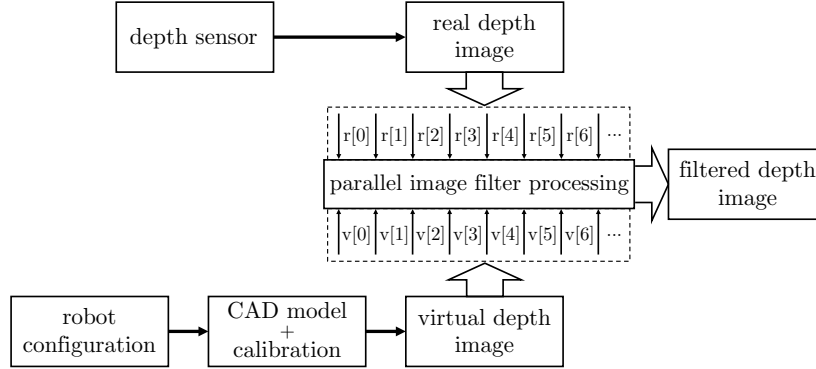 depth sensor
real depth
image
r[0] r[1] r[2] r[3] r[4] r[5] r[6] ...
parallel image filter processing
filtered depth
image
v[0] v[1] v[2] v[3] v[4] v[5] v[6] ...
robot
configuration
CAD model
+
calibration
virtual depth
image